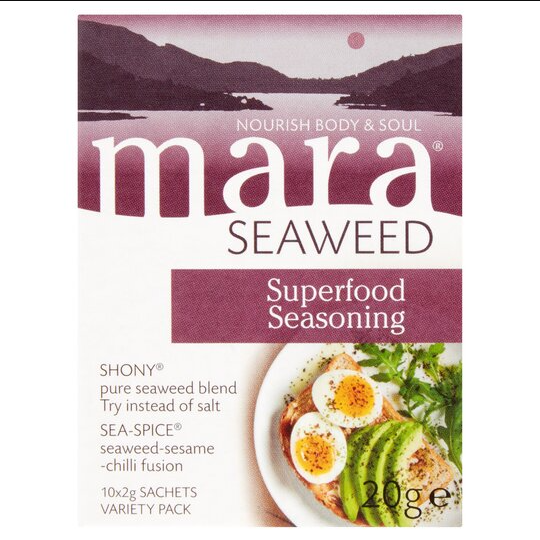 NOURISH BODY & SOUL
mara®
SEAWEED
Superfood
Seasoning
SHONY®
pure seaweed blend
Try instead of salt
SEA-SPICE®
seaweed-sesame
-chilli fusion
10x2g SACHETS
VARIETY PACK
20g e